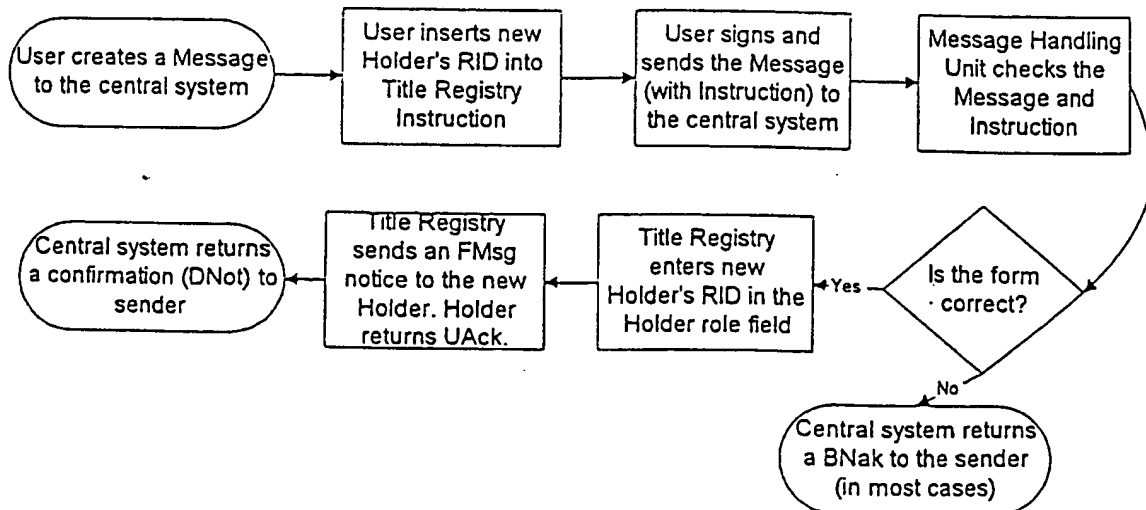 User creates a Message
to the central system
User inserts new
Holder's RID into
Title Registry
Instruction
User signs and
sends the Message
(with Instruction) to
the central system
Message Handling
Unit checks the
Message and
Instruction
Is the form
correct?
Yes
Title Registry
enters new
Holder's RID in the
Holder role field
Title Registry
sends an FMsg
notice to the new
Holder. Holder
returns UAck.
Central system returns
a confirmation (DNot) to
sender
No
Central system returns
a BNak to the sender
(in most cases)